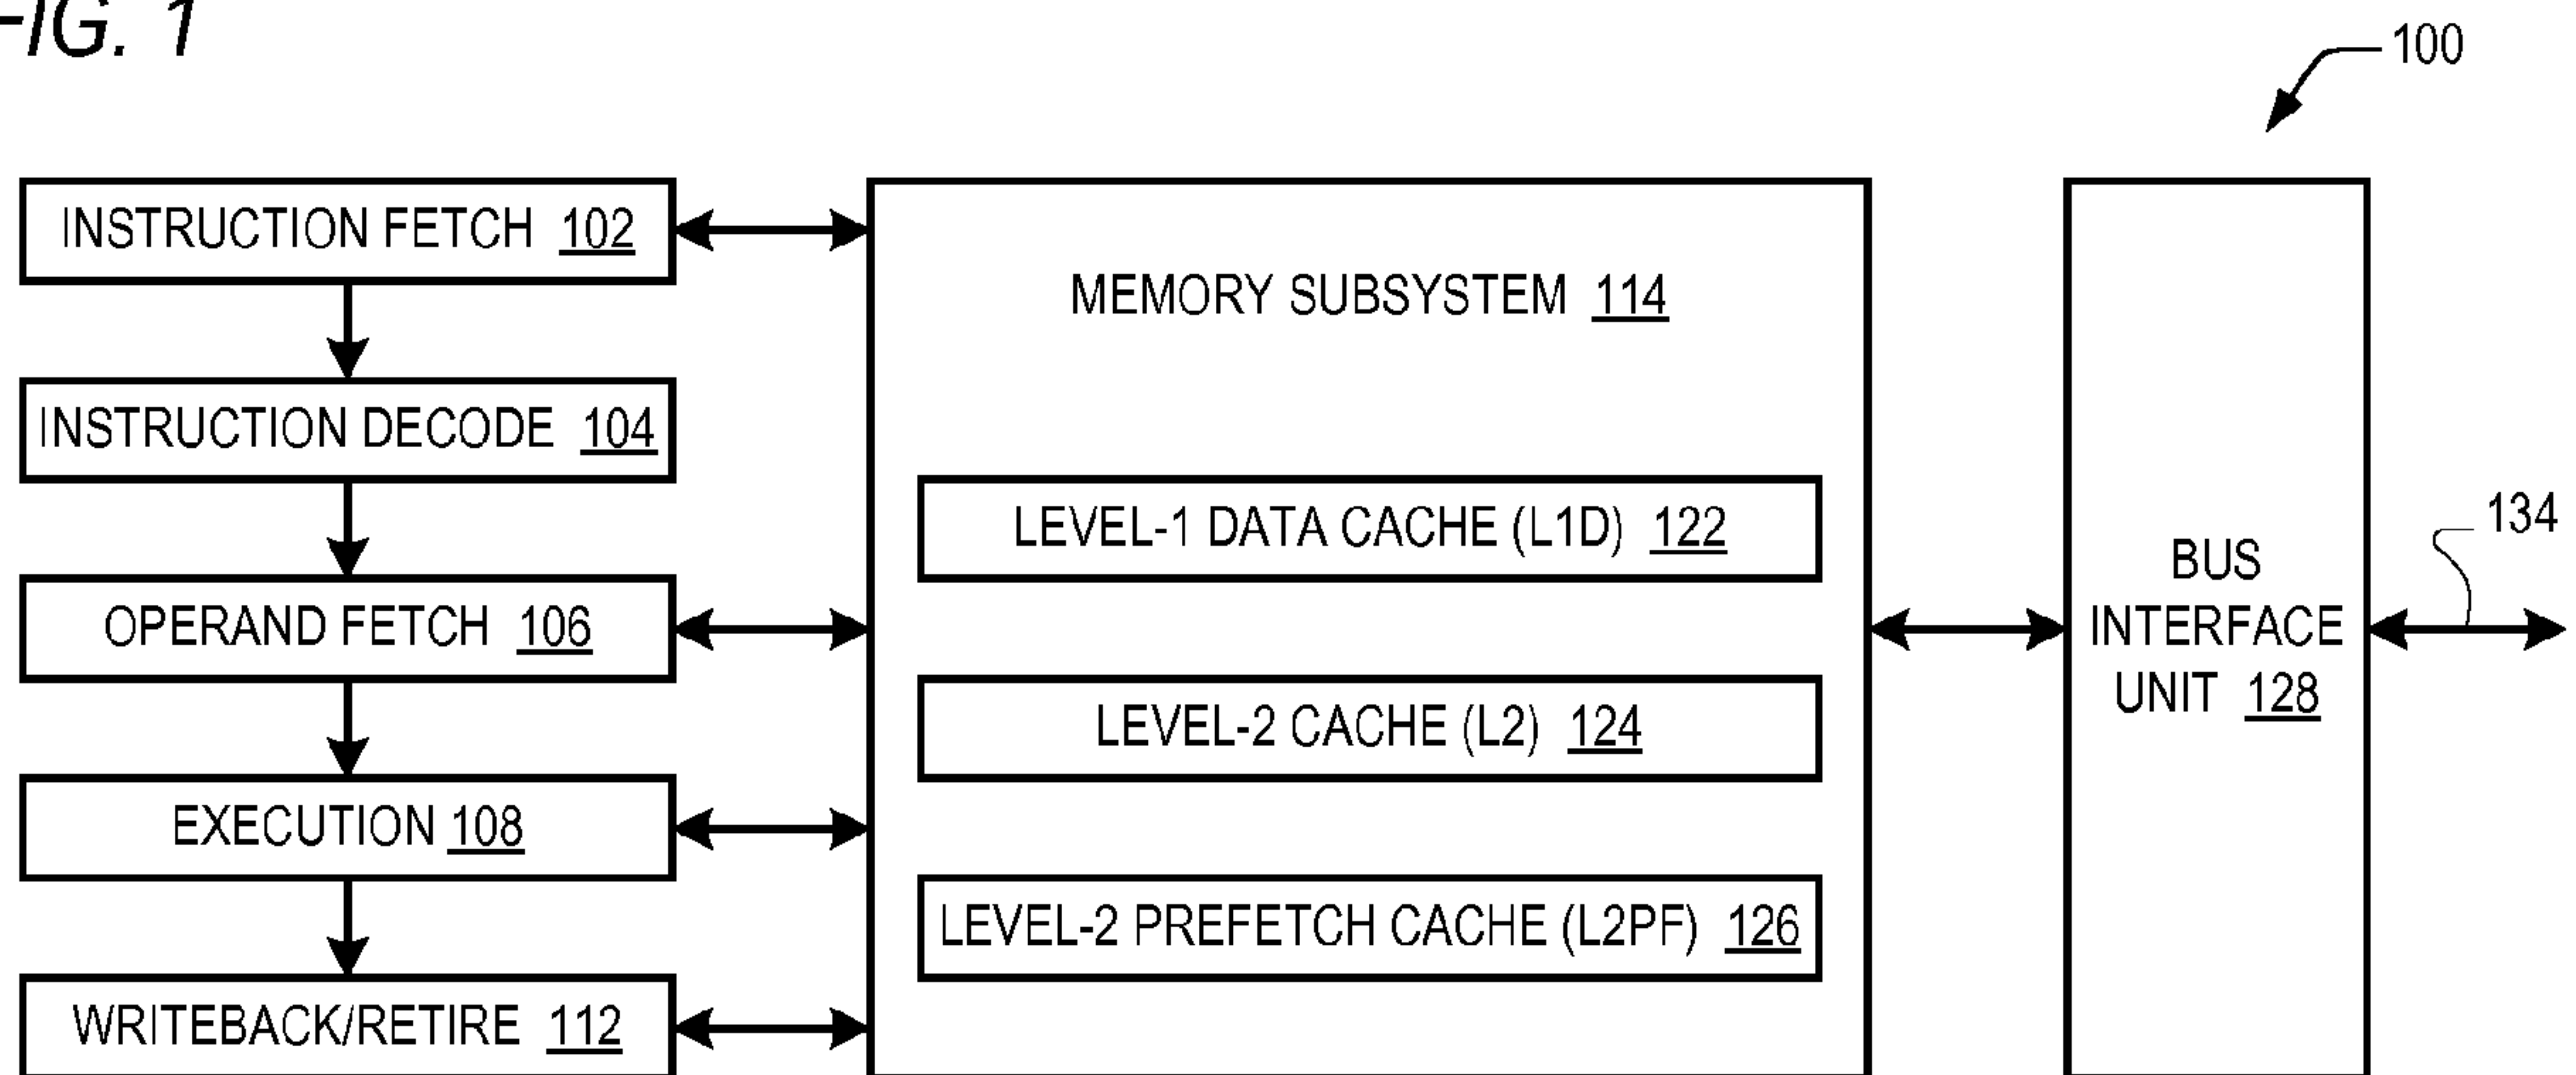 FIG. 1
100
INSTRUCTION FETCH 102
INSTRUCTION DECODE 104
OPERAND FETCH 106
EXECUTION 108
WRITEBACK/RETIRE 112
MEMORY SUBSYSTEM 114
LEVEL-1 DATA CACHE (L1D) 122
LEVEL-2 CACHE (L2) 124
LEVEL-2 PREFETCH CACHE (L2PF) 126
BUS
INTERFACE
UNIT 128
134